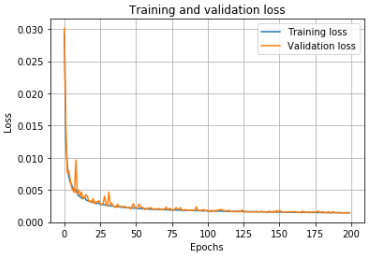 Training and validation loss
Training loss
Validation loss
0.030
0.025
0.020
0.015
0.010
0.005
0.000
Loss
0 25 50 75 100 125 150 175 200
Epochs